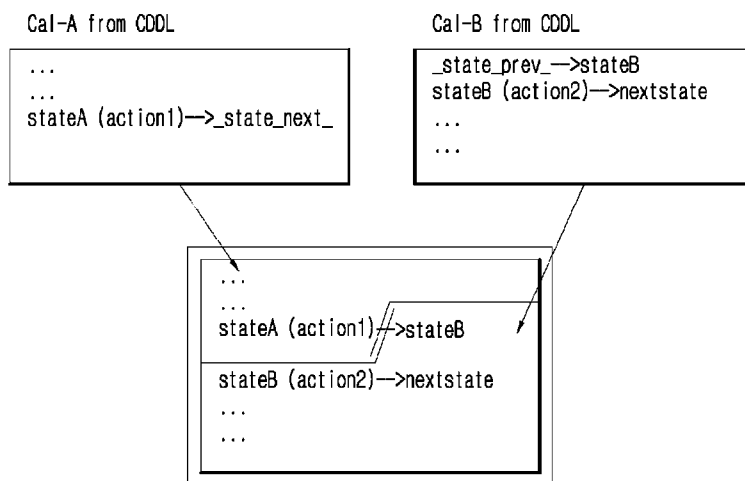 Cal-A from CDDL
Cal-B from CDDL
...
...
stateA (action1)-->_state_next_
_state_prev_-->stateB
stateB (action2)-->nextstate
...
...
...
...
stateA (action1)-->stateB
stateB (action2)-->nextstate
...
...